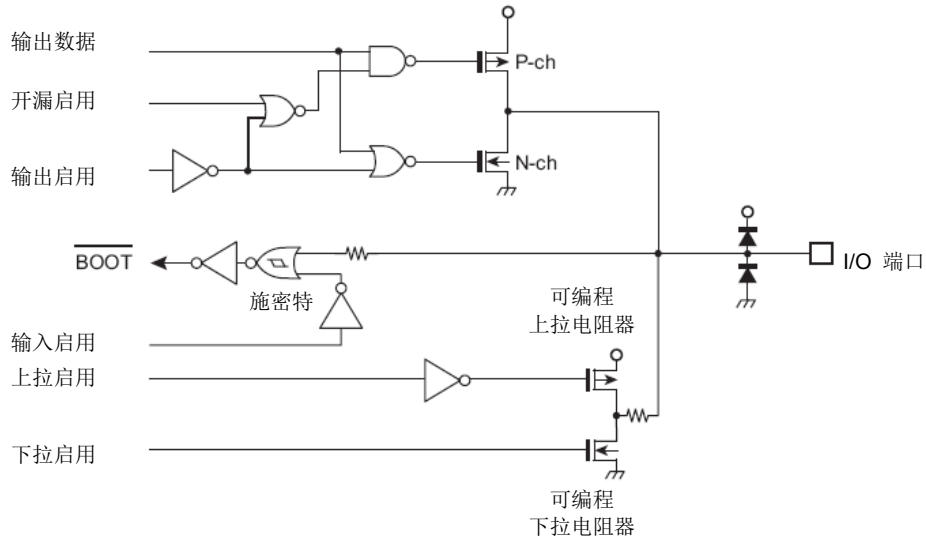 输出数据
P-ch
开漏启用
输出启用
N-ch
BOOT
I/O 端口
施密特
可编程
上拉电阻器
输入启用
上拉启用
下拉启用
可编程
下拉电阻器